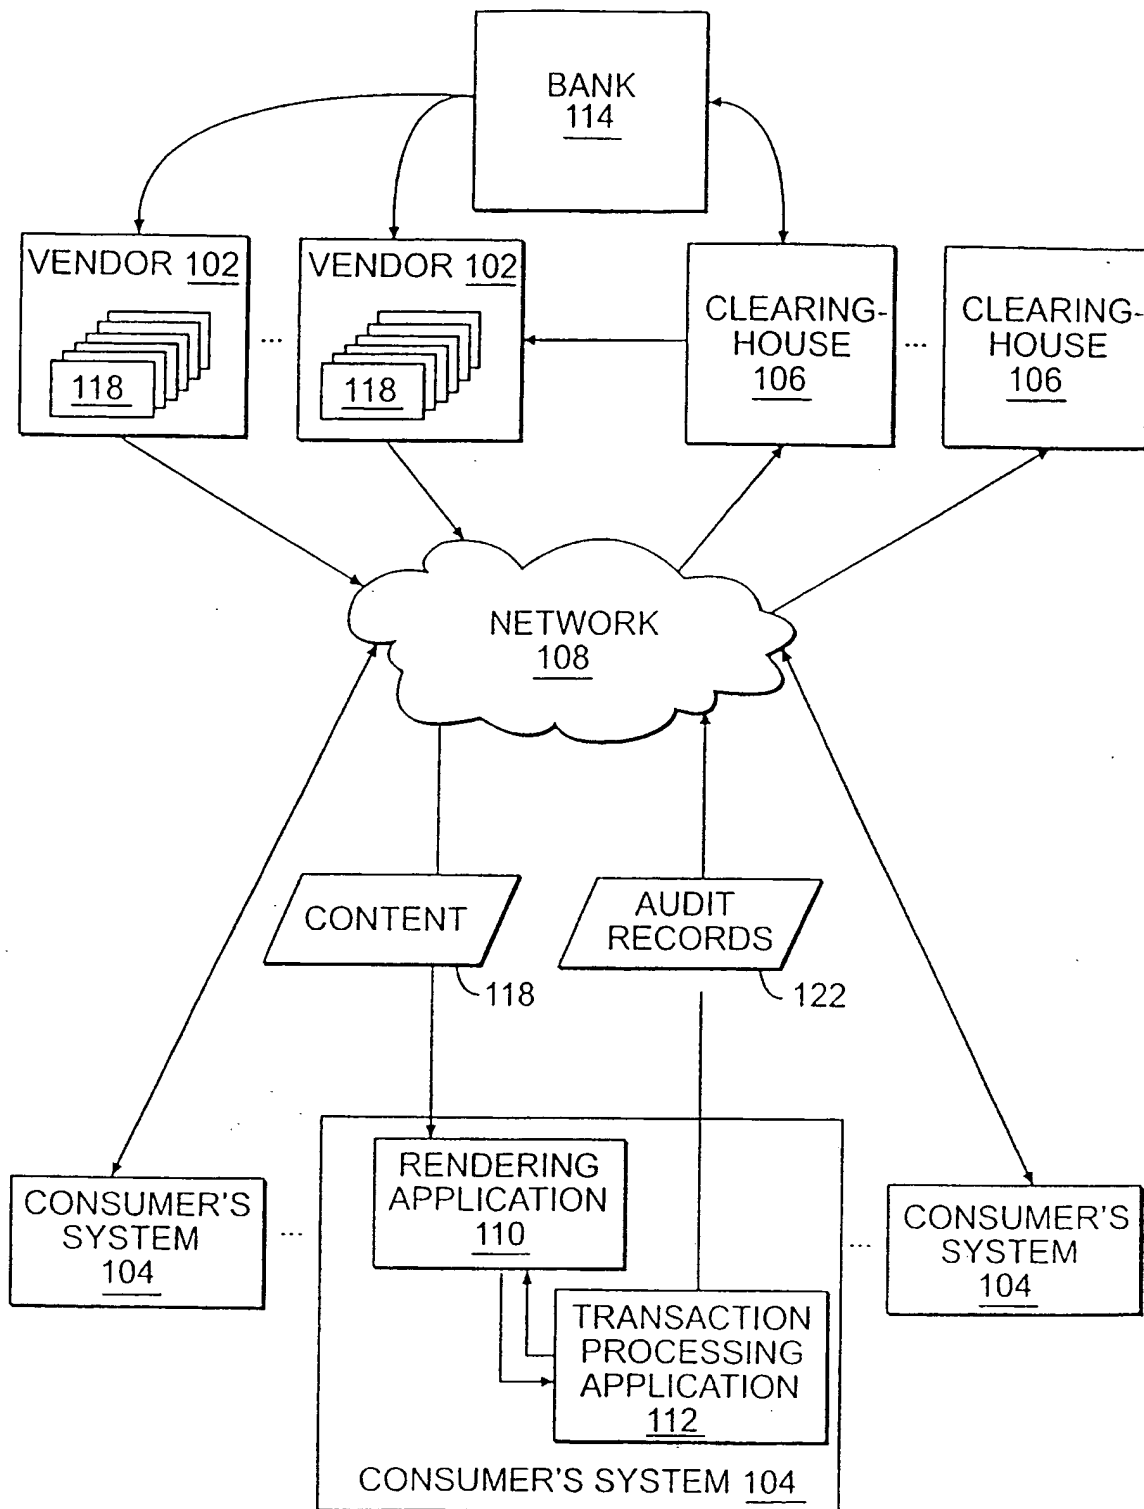 BANK
114
VENDOR 102
118
...
VENDOR 102
118
CLEARING-
HOUSE
106
...
CLEARING-
HOUSE
106
NETWORK
108
CONTENT
118
AUDIT
RECORDS
122
CONSUMER'S
SYSTEM
104
...
RENDERING
APPLICATION
110
TRANSACTION
PROCESSING
APPLICATION
112
CONSUMER'S SYSTEM 104
...
CONSUMER'S
SYSTEM
104